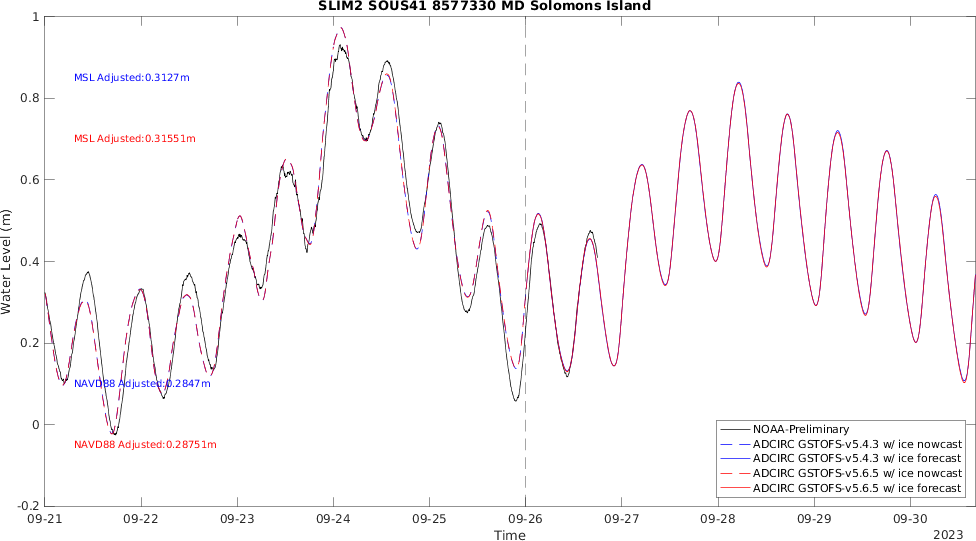 SLIM2 SOUS41 8577330 MD Solomons Island
1
0.8
0.6
0.4
0.2
0
-0.2
Water Level (m)
MSL Adjusted:0.3127m
MSL Adjusted:0.31551m
NAVD88 Adjusted:0.2847m
NAVD88 Adjusted:0.28751m
NOAA-Preliminary
ADCIRC GSTOFS-v5.4.3 w/ ice nowcast
ADCIRC GSTOFS-v5.4.3 w/ ice forecast
ADCIRC GSTOFS-v5.6.5 w/ ice nowcast
ADCIRC GSTOFS-v5.6.5 w/ ice forecast
09-21 09-22 09-23 09-24 09-25 09-26 09-27 09-28 09-29 09-30
Time
2023